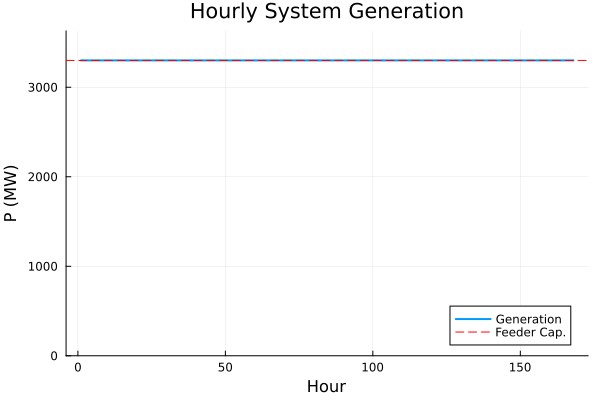 Hourly System Generation
P (MW)
3000
2000
1000
0
0 50 100 150
Hour
Generation
Feeder Cap.